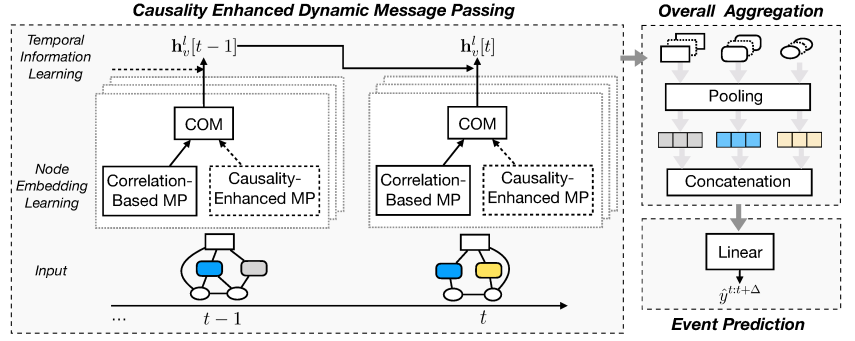 Causality Enhanced Dynamic Message Passing
Temporal
Information
Learning
h_v^l[t − 1]
h_v^l[t]
COM
COM
Node
Embedding
Learning
Correlation-
Based MP
Causality-
Enhanced MP
Correlation-
Based MP
Causality-
Enhanced MP
Input
...
t − 1
t
Overall Aggregation
Pooling
Concatenation
Linear
ŷ^{t:t+Δ}
Event Prediction